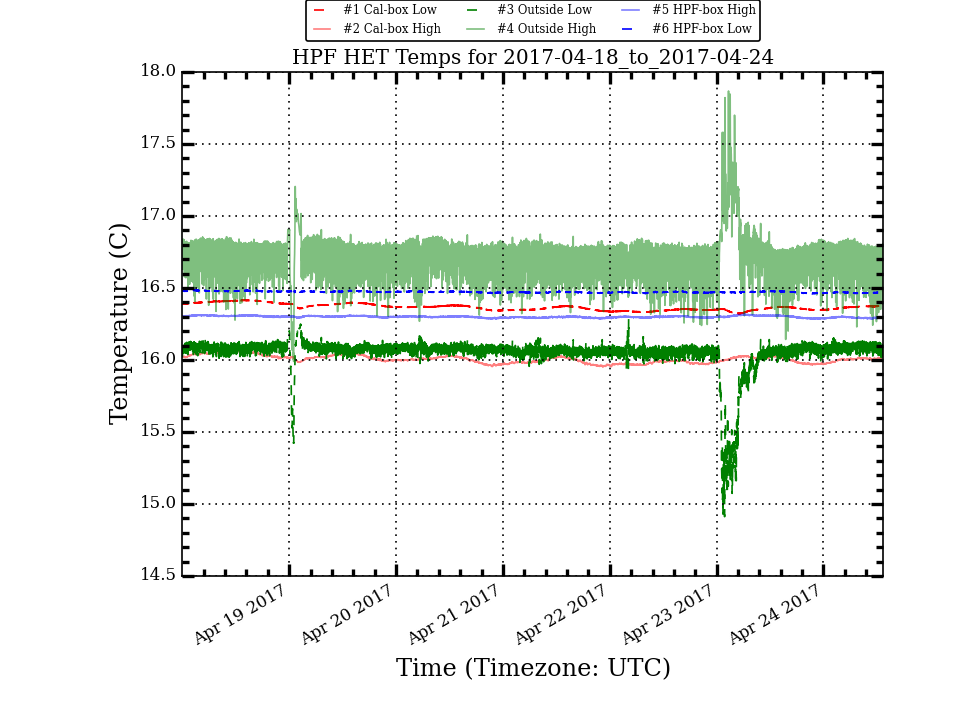 #1 Cal-box Low #3 Outside Low #5 HPF-box High
#2 Cal-box High #4 Outside High #6 HPF-box Low
HPF HET Temps for 2017-04-18_to_2017-04-24
18.0
17.5
17.0
16.5
16.0
15.5
15.0
14.5
Temperature (C)
Apr 19 2017 Apr 20 2017 Apr 21 2017 Apr 22 2017 Apr 23 2017 Apr 24 2017
Time (Timezone: UTC)